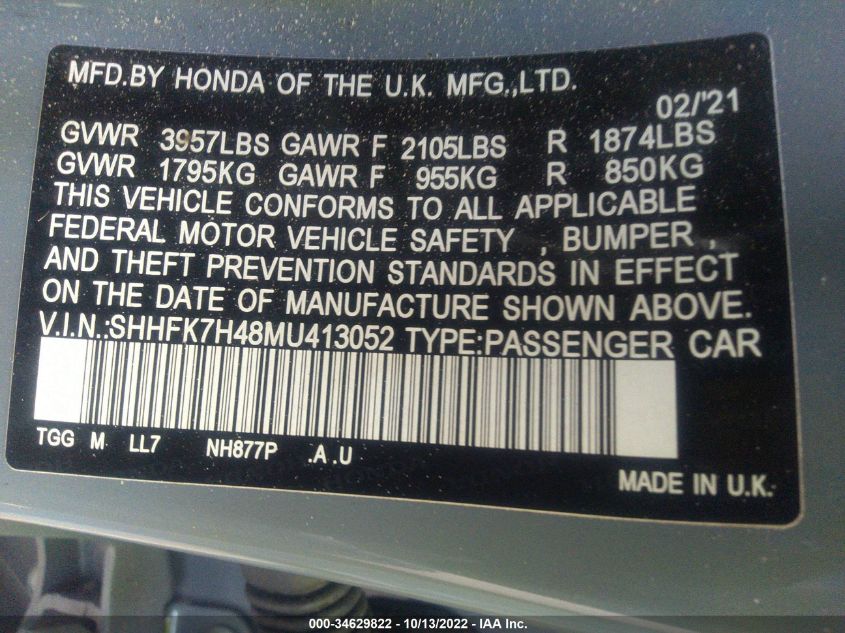 MFD.BY HONDA OF THE U.K. MFG.,LTD.
02/'21
GVWR 3957LBS GAWR F 2105LBS R 1874LBS
GVWR 1795KG GAWR F 955KG R 850KG
THIS VEHICLE CONFORMS TO ALL APPLICABLE
FEDERAL MOTOR VEHICLE SAFETY , BUMPER ,
AND THEFT PREVENTION STANDARDS IN EFFECT
ON THE DATE OF MANUFACTURE SHOWN ABOVE.
V.I.N.:SHHFK7H48MU413052 TYPE:PASSENGER CAR
TGG M LL7 NH877P .A .U
MADE IN U.K.
000-34629822 - 10/13/2022 - IAA Inc.